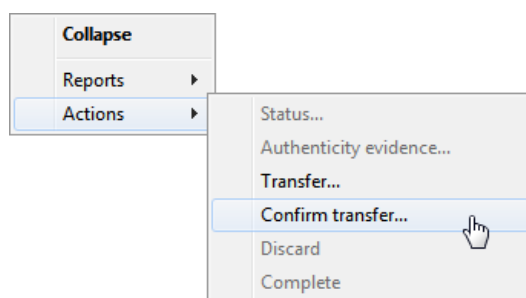 Collapse
Reports
Actions
Status...
Authenticity evidence...
Transfer...
Confirm transfer...
Discard
Complete